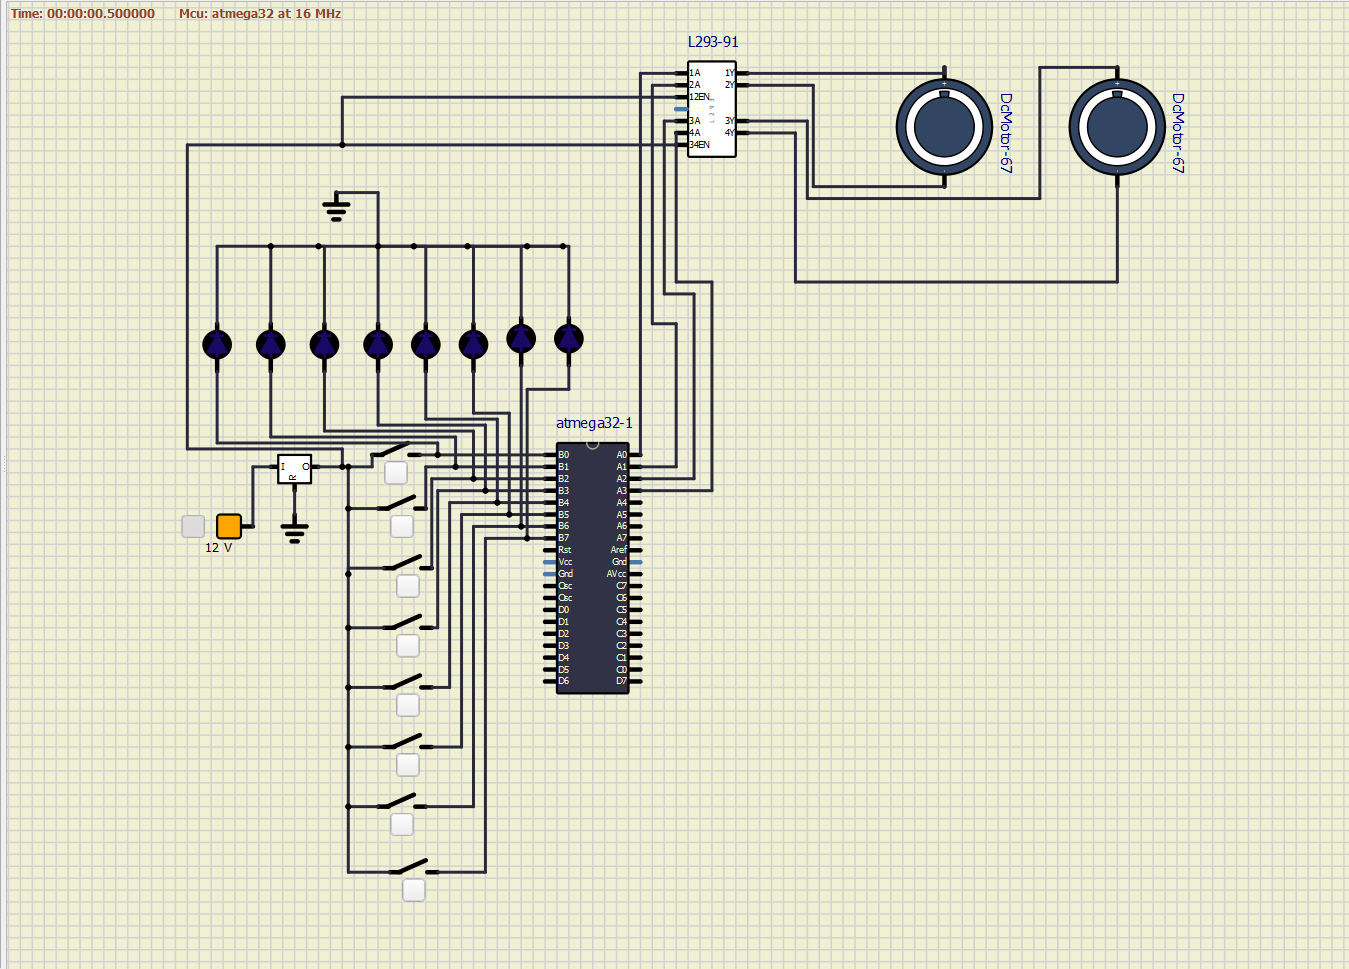 Time: 00:00:00.500000 Mcu: atmega32 at 16 MHz
L293-91
1A 1Y
2A 2Y
12EN
L293
3A 3Y
4A 4Y
34EN
+
-
DcMotor-67
+
-
DcMotor-67
atmega32-1
I O
R
12 V
B0 A0
B1 A1
B2 A2
B3 A3
B4 A4
B5 A5
B6 A6
B7 A7
Rst Aref
Vcc Gnd
Gnd AVcc
Osc C7
Osc C6
D0 C5
D1 C4
D2 C3
D3 C2
D4 C1
D5 C0
D6 D7